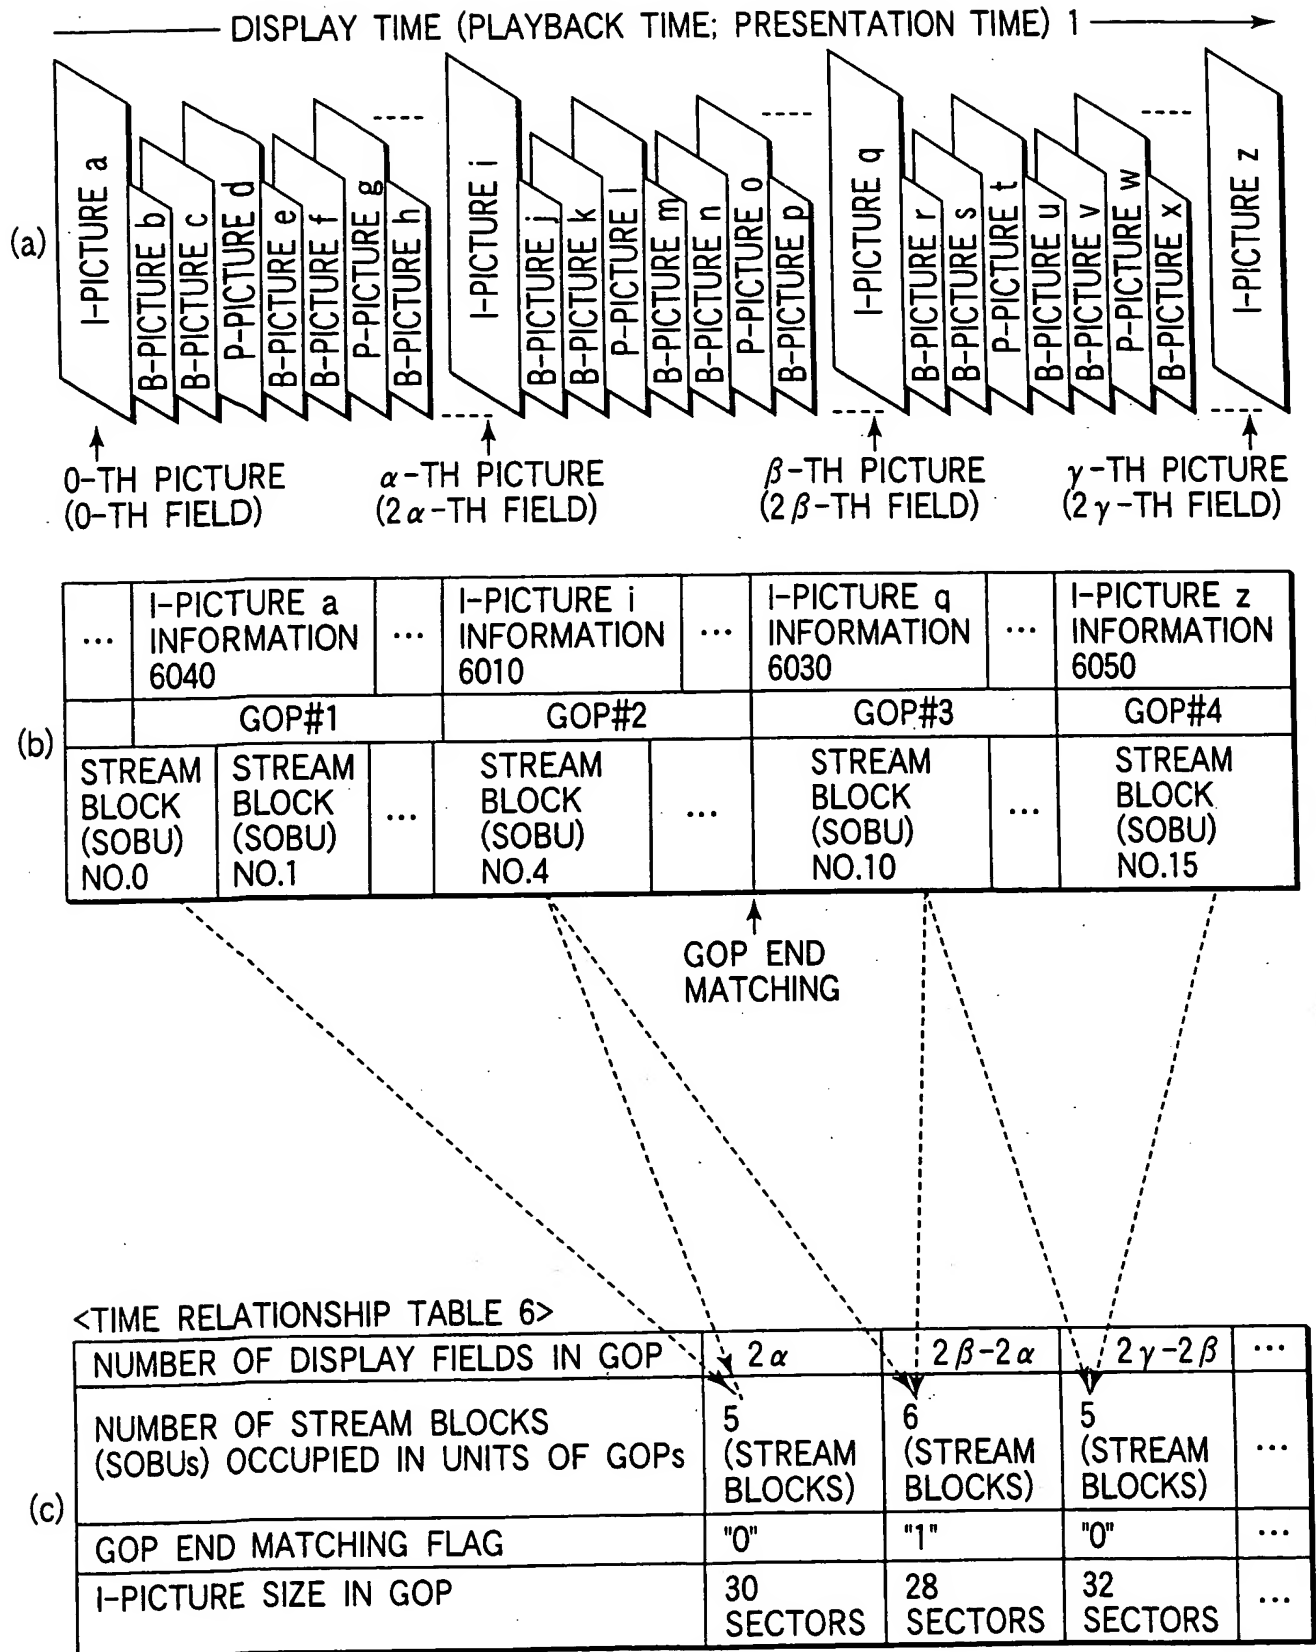 DISPLAY TIME (PLAYBACK TIME; PRESENTATION TIME) 1
(a)
I-PICTURE a
B-PICTURE b
B-PICTURE c
P-PICTURE d
B-PICTURE e
B-PICTURE f
P-PICTURE g
B-PICTURE h
I-PICTURE i
B-PICTURE j
B-PICTURE k
P-PICTURE l
B-PICTURE m
B-PICTURE n
P-PICTURE o
B-PICTURE p
I-PICTURE q
B-PICTURE r
B-PICTURE s
P-PICTURE t
B-PICTURE u
B-PICTURE v
P-PICTURE w
B-PICTURE x
I-PICTURE z
0-TH PICTURE
(0-TH FIELD)
α-TH PICTURE
(2α-TH FIELD)
β-TH PICTURE
(2β-TH FIELD)
γ-TH PICTURE
(2γ-TH FIELD)
(b)
...
I-PICTURE a
INFORMATION
6040
...
I-PICTURE i
INFORMATION
6010
...
I-PICTURE q
INFORMATION
6030
...
I-PICTURE z
INFORMATION
6050
GOP#1
GOP#2
GOP#3
GOP#4
STREAM
BLOCK
(SOBU)
NO.0
STREAM
BLOCK
(SOBU)
NO.1
...
STREAM
BLOCK
(SOBU)
NO.4
...
STREAM
BLOCK
(SOBU)
NO.10
...
STREAM
BLOCK
(SOBU)
NO.15
GOP END
MATCHING
<TIME RELATIONSHIP TABLE 6>
(c)
NUMBER OF DISPLAY FIELDS IN GOP
2α
2β-2α
2γ-2β
...
NUMBER OF STREAM BLOCKS
(SOBUs) OCCUPIED IN UNITS OF GOPs
5
(STREAM
BLOCKS)
6
(STREAM
BLOCKS)
5
(STREAM
BLOCKS)
...
GOP END MATCHING FLAG
"0"
"1"
"0"
...
I-PICTURE SIZE IN GOP
30
SECTORS
28
SECTORS
32
SECTORS
...